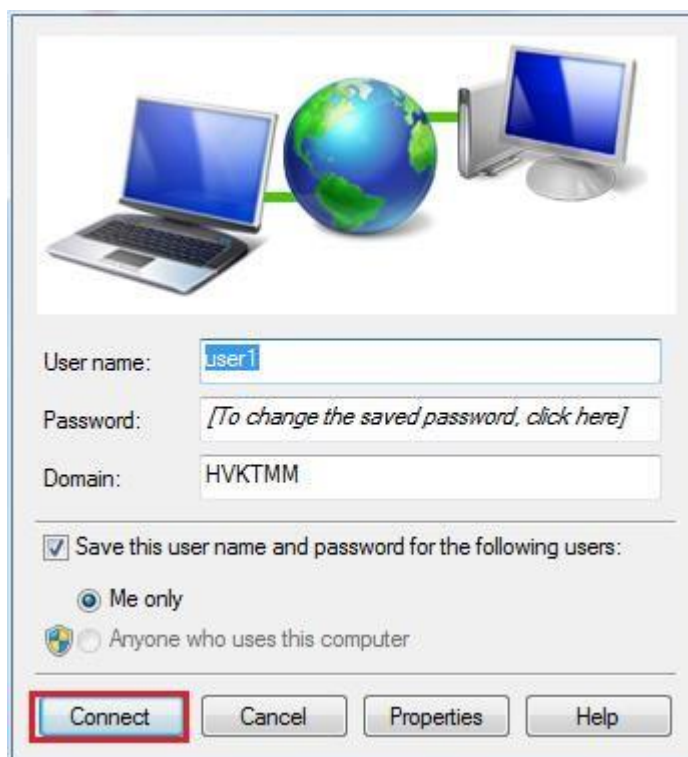 User name: user1
Password: [To change the saved password, click here]
Domain: HVKTMM
Save this user name and password for the following users:
Me only
Anyone who uses this computer
Connect Cancel Properties Help